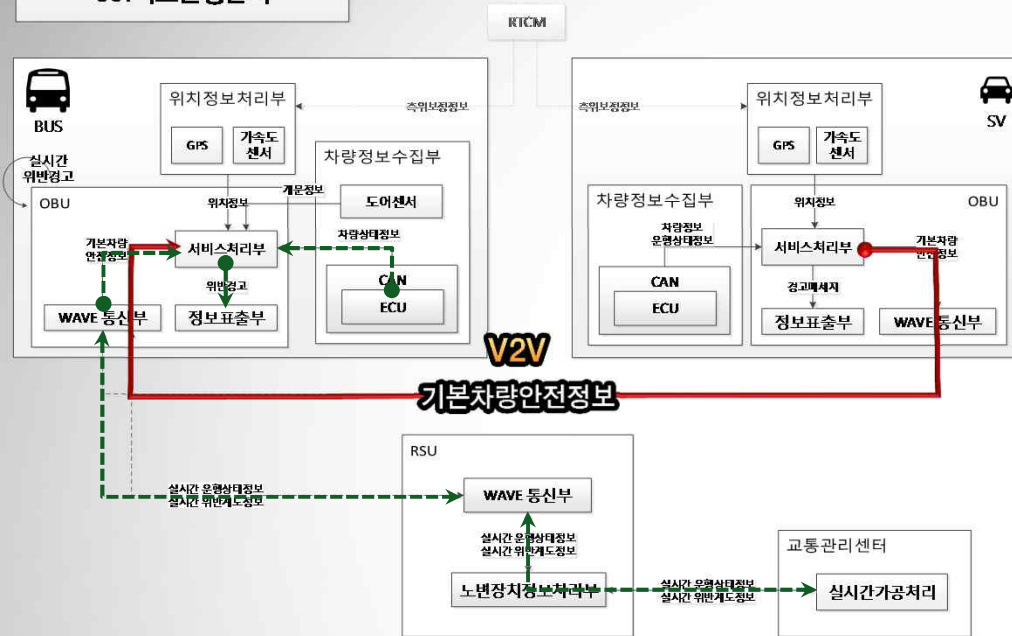 RTCM
위치정보처리부
GPS
가속도
센서
측위보정정보
BUS
실시간
위반경고
차량정보수집부
도어센서
개문정보
OBU
위치정보
차량상태정보
기본차량
안전정보
서비스처리부
위반경고
CAN
ECU
WAVE 통신부
정보표출부
측위보정정보
위치정보처리부
GPS
가속도
센서
SV
차량정보수집부
OBU
위치정보
차량정보
운행상태정보
서비스처리부
기본차량
안전정보
CAN
ECU
경고메세지
정보표출부
WAVE 통신부
V2V
기본차량안전정보
RSU
WAVE 통신부
실시간 운행상태정보
실시간 위반계도정보
실시간 운행상태정보
실시간 위반계도정보
노변장치정보처리부
실시간 운행상태정보
실시간 위반계도정보
교통관리센터
실시간가공처리